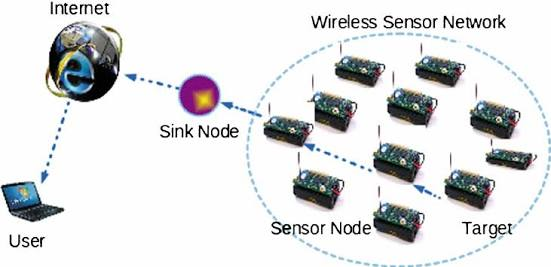 Internet
Wireless Sensor Network
Sink Node
Sensor Node
Target
User